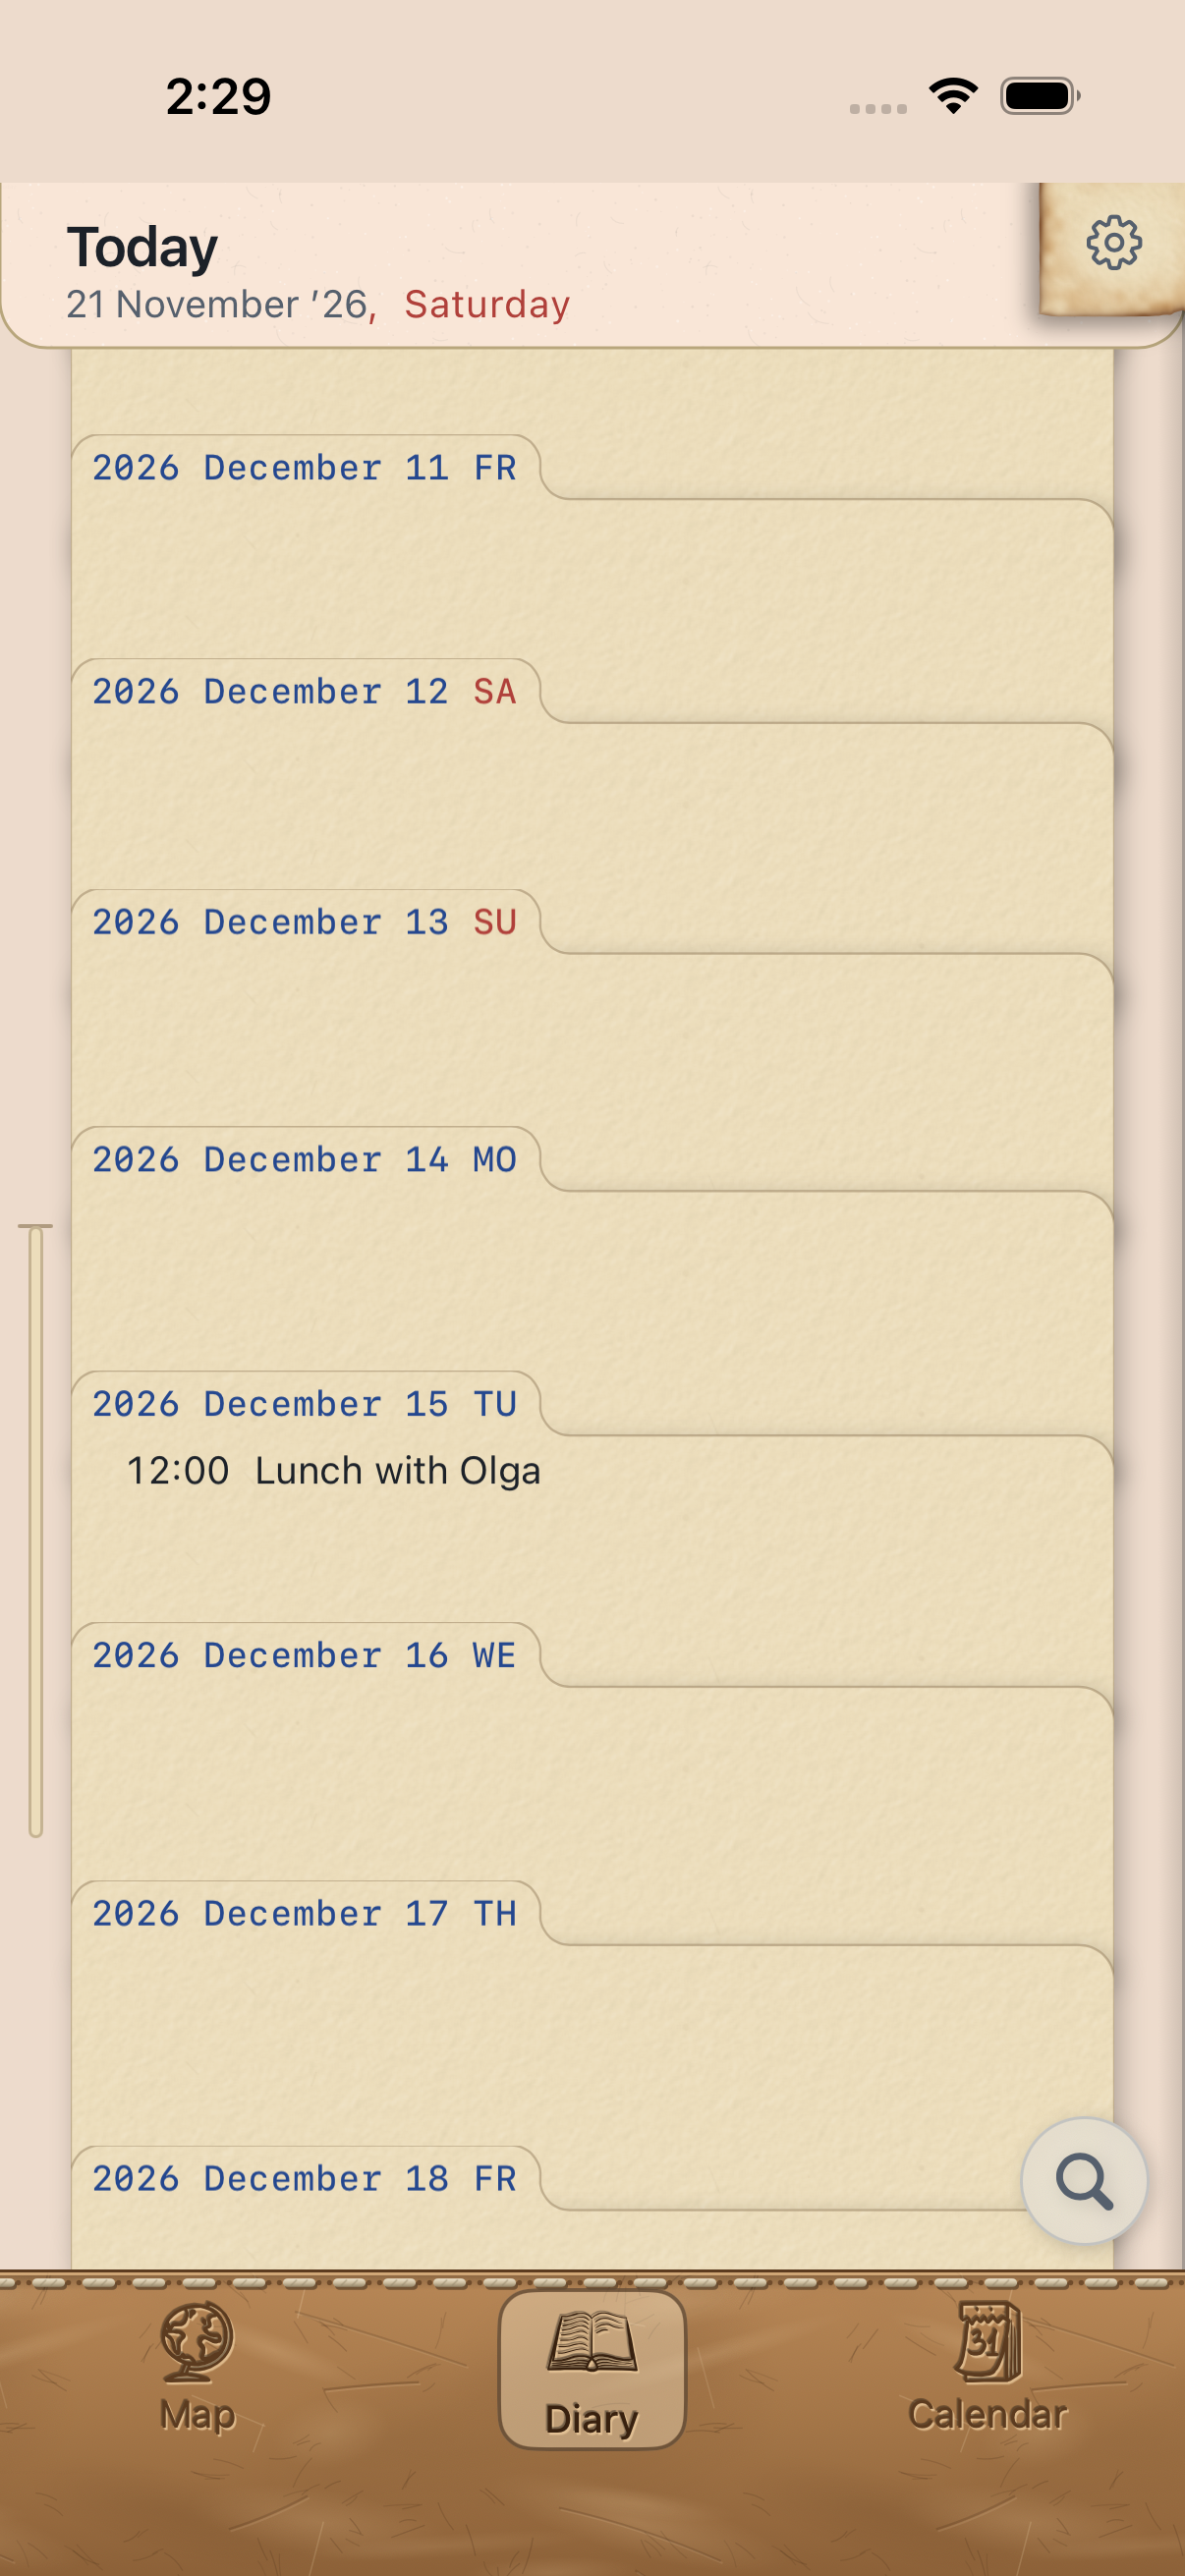 2:29
Today
21 November ’26, Saturday
2026 December 11 FR
2026 December 12 SA
2026 December 13 SU
2026 December 14 MO
2026 December 15 TU
12:00 Lunch with Olga
2026 December 16 WE
2026 December 17 TH
2026 December 18 FR
31
Map Diary Calendar